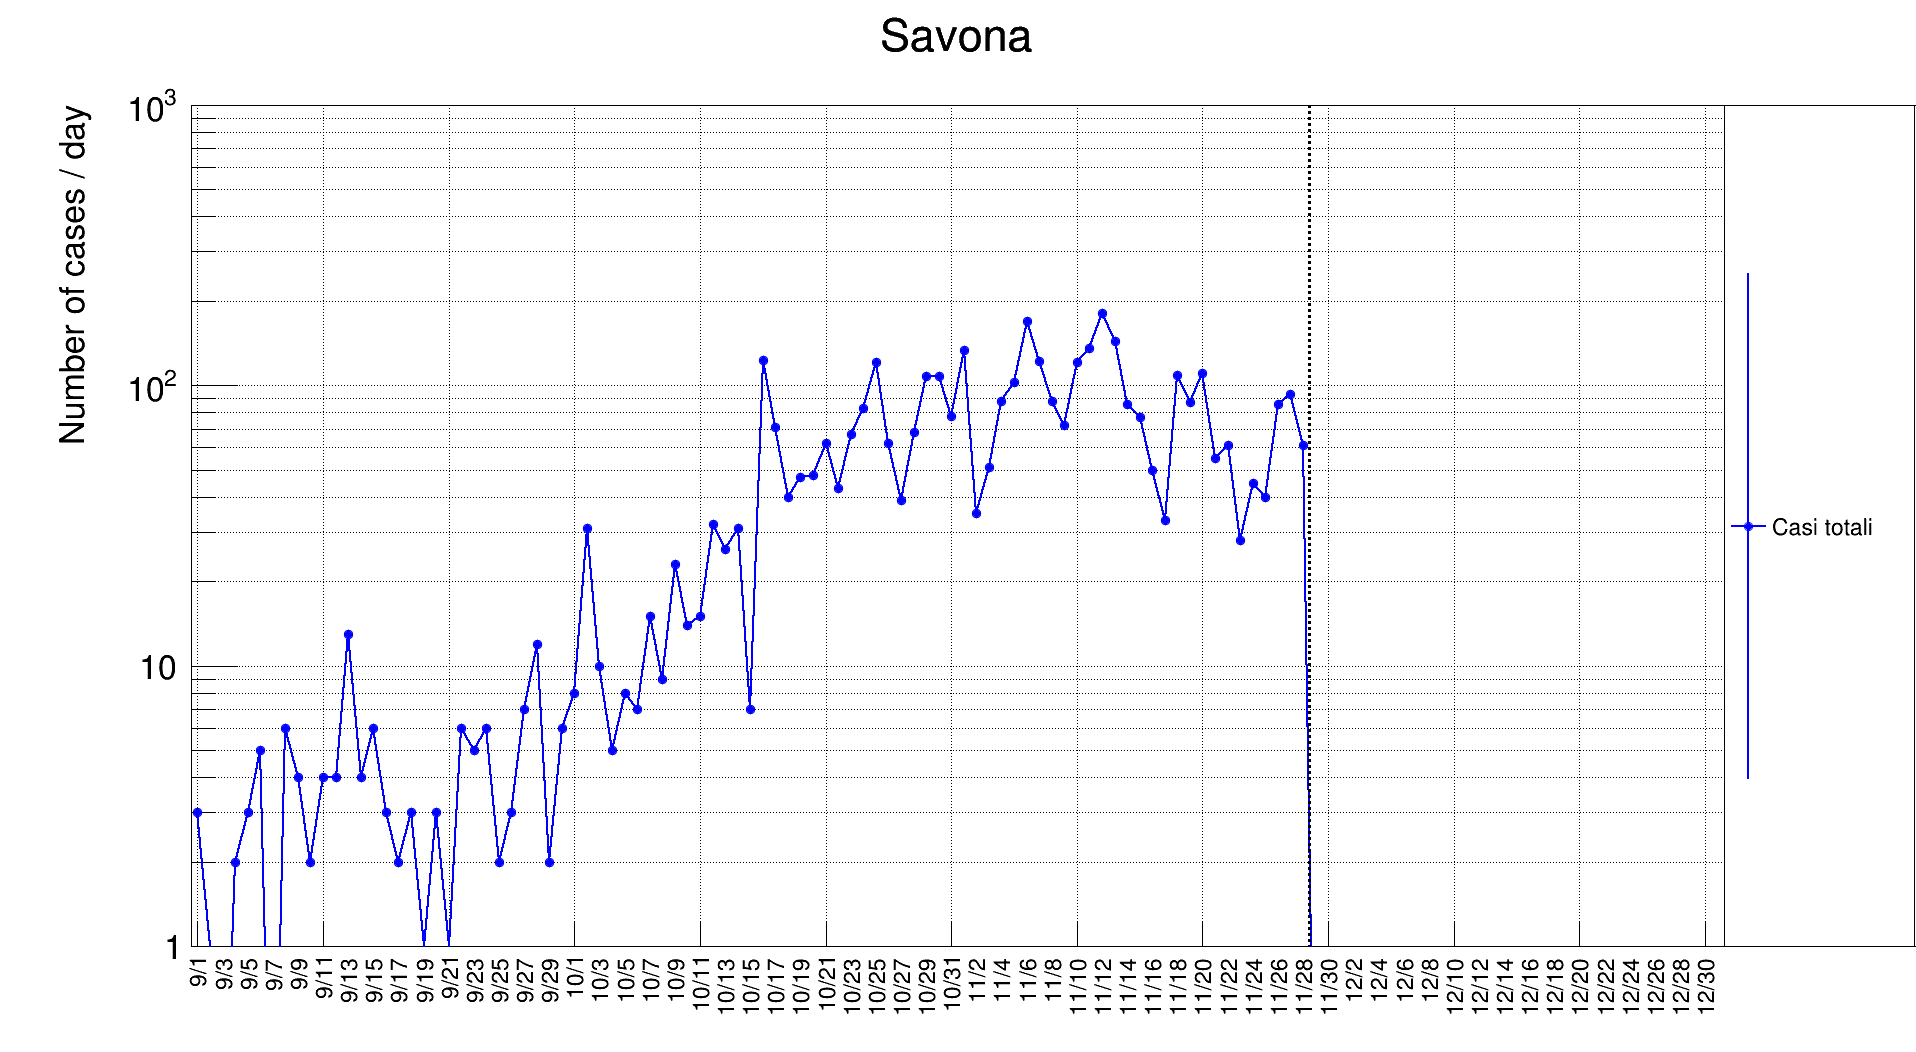 Savona
Number of cases / day
10³
10²
10
1
9/1 9/3 9/5 9/7 9/9 9/11 9/13 9/15 9/17 9/19 9/21 9/23 9/25 9/27 9/29 10/1 10/3 10/5 10/7 10/9 10/11 10/13 10/15 10/17 10/19 10/21 10/23 10/25 10/27 10/29 10/31 11/2 11/4 11/6 11/8 11/10 11/12 11/14 11/16 11/18 11/20 11/22 11/24 11/26 11/28 11/30 12/2 12/4 12/6 12/8 12/10 12/12 12/14 12/16 12/18 12/20 12/22 12/24 12/26 12/28 12/30
Casi totali